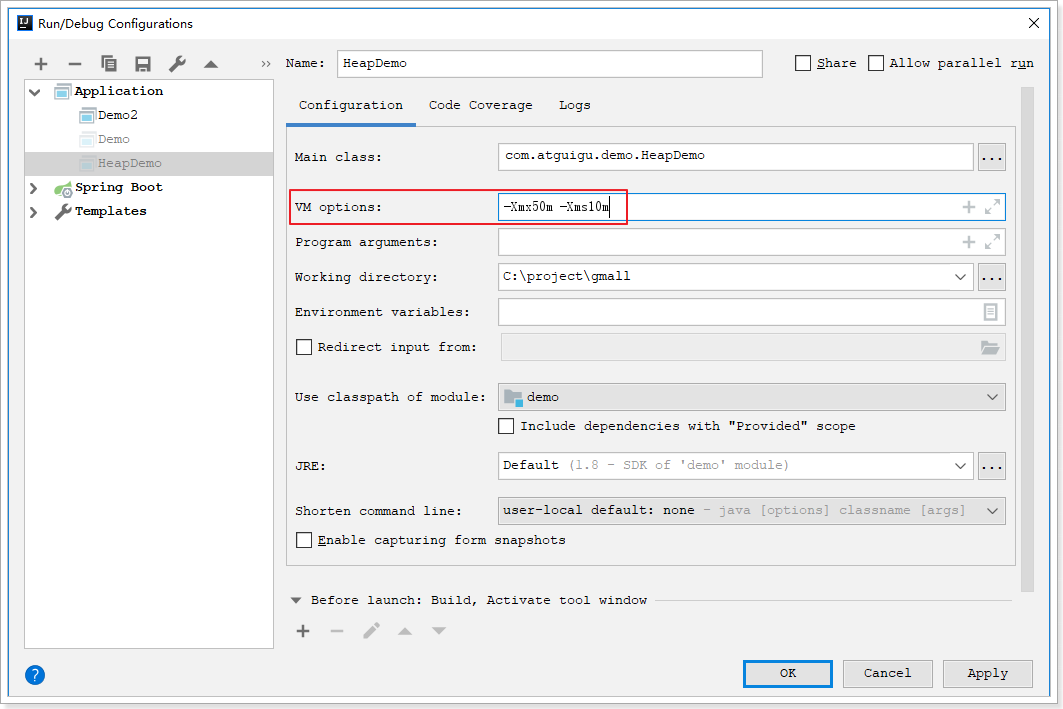 Run/Debug Configurations
Name: HeapDemo Share Allow parallel run
Application
Demo2
Demo
HeapDemo
Spring Boot
Templates
Configuration Code Coverage Logs
Main class: com.atguigu.demo.HeapDemo ...
VM options: -Xmx50m -Xms10m
Program arguments:
Working directory: C:\project\gmall ...
Environment variables:
Redirect input from:
Use classpath of module: demo
Include dependencies with "Provided" scope
JRE: Default (1.8 - SDK of 'demo' module) ...
Shorten command line: user-local default: none - java [options] classname [args]
Enable capturing form snapshots
Before launch: Build, Activate tool window
? OK Cancel Apply